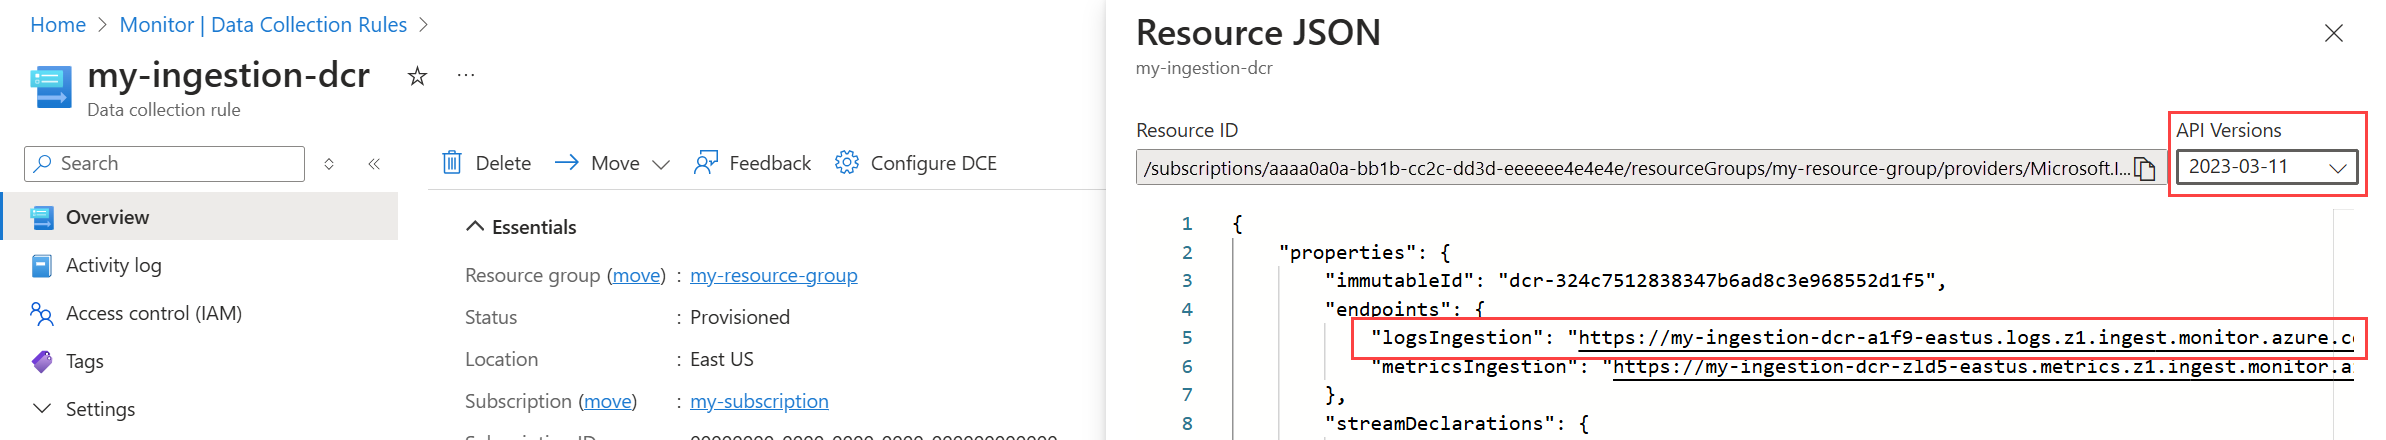 Home > Monitor | Data Collection Rules >
my-ingestion-dcr
Data collection rule
Search
Overview
Activity log
Access control (IAM)
Tags
Settings
Delete Move Feedback Configure DCE
Essentials
Resource group (move) : my-resource-group
Status : Provisioned
Location : East US
Subscription (move) : my-subscription
Resource JSON
my-ingestion-dcr
Resource ID
/subscriptions/aaaa0a0a-bb1b-cc2c-dd3d-eeeeee4e4e4e/resourceGroups/my-resource-group/providers/Microsoft.I...
API Versions
2023-03-11
1 {
2 "properties": {
3 "immutableId": "dcr-324c7512838347b6ad8c3e968552d1f5",
4 "endpoints": {
5 "logsIngestion": "https://my-ingestion-dcr-a1f9-eastus.logs.z1.ingest.monitor.azure.c
6 "metricsIngestion": "https://my-ingestion-dcr-zld5-eastus.metrics.z1.ingest.monitor.a
7 },
8 "streamDeclarations": {